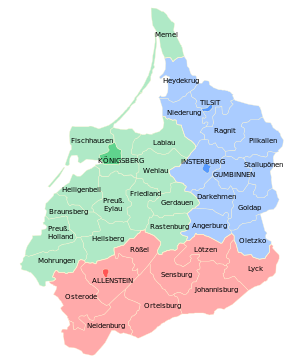 Memel
Heydekrug
TILSIT
Niederung
Ragnit
Pillkallen
Fischhausen
Lablau
KÖNIGSBERG
INSTERBURG
Stallupönen
Wehlau
GUMBINNEN
Heiligenbeil
Friedland
Darkehmen
Preuß.
Eylau
Gerdauen
Goldap
Braunsberg
Rastenburg
Angerburg
Preuß.
Holland
Heilsberg
Oletzko
Rößel
Lötzen
Mohrungen
Sensburg
Lyck
ALLENSTEIN
Johannisburg
Osterode
Ortelsburg
Neidenburg